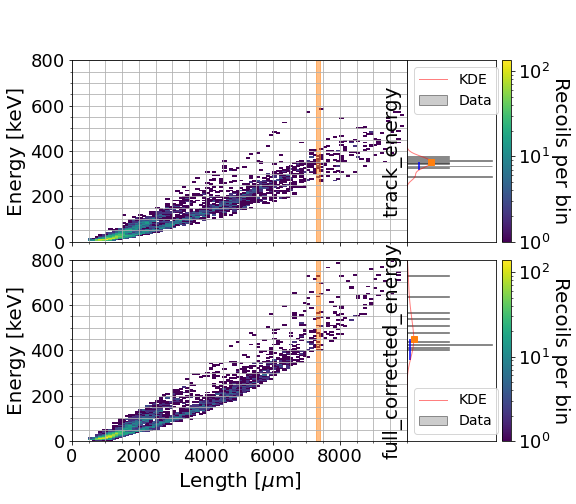 800
600
400
200
0
Energy [keV]
track_energy
KDE
Data
10²
10¹
10⁰
Recoils per bin
800
600
400
200
0
Energy [keV]
full_corrected_energy
KDE
Data
10²
10¹
10⁰
Recoils per bin
0
2000
4000
6000
8000
Length [μm]